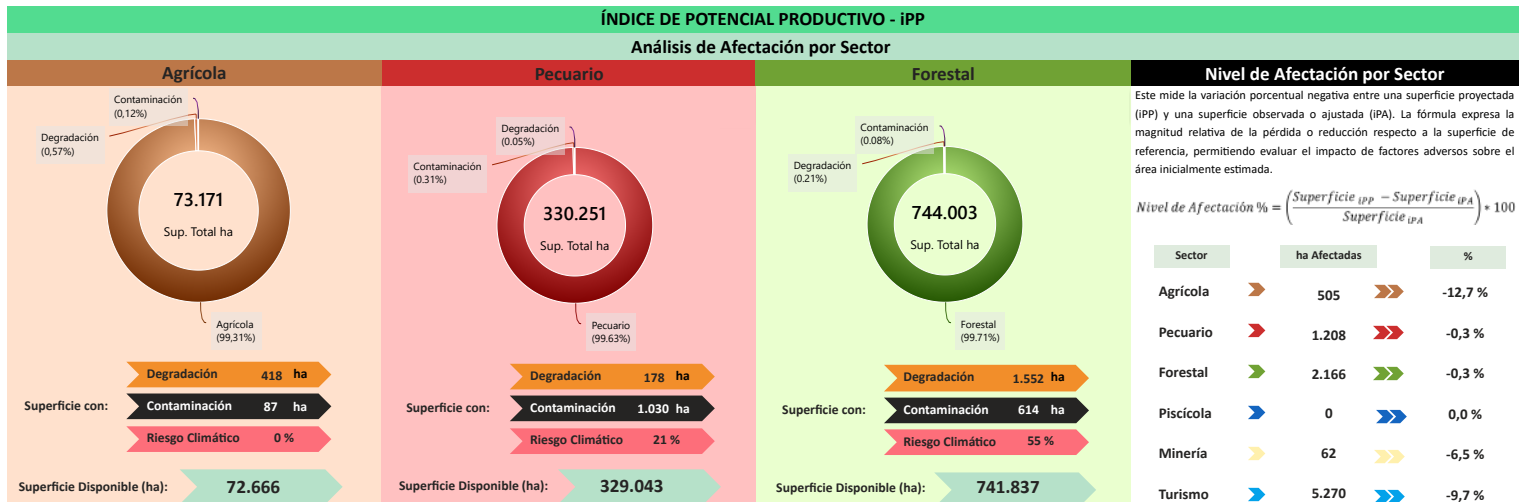 ÍNDICE DE POTENCIAL PRODUCTIVO - iPP
Análisis de Afectación por Sector
Agrícola
Contaminación
(0,12%)
Degradación
(0,57%)
73.171
Sup. Total ha
Agrícola
(99,31%)
Superficie con:
Degradación 418 ha
Contaminación 87 ha
Riesgo Climático 0 %
Superficie Disponible (ha): 72.666
Pecuario
Degradación
(0.05%)
Contaminación
(0.31%)
330.251
Sup. Total ha
Pecuario
(99.63%)
Superficie con:
Degradación 178 ha
Contaminación 1.030 ha
Riesgo Climático 21 %
Superficie Disponible (ha): 329.043
Forestal
Contaminación
(0.08%)
Degradación
(0.21%)
744.003
Sup. Total ha
Forestal
(99.71%)
Superficie con:
Degradación 1.552 ha
Contaminación 614 ha
Riesgo Climático 55 %
Superficie Disponible (ha): 741.837
Nivel de Afectación por Sector
Este mide la variación porcentual negativa entre una superficie proyectada
(iPP) y una superficie observada o ajustada (iPA). La fórmula expresa la
magnitud relativa de la pérdida o reducción respecto a la superficie de
referencia, permitiendo evaluar el impacto de factores adversos sobre el
área inicialmente estimada.
Nivel de Afectación % = (Superficie iPP − Superficie iPA / Superficie iPA) * 100
Sector ha Afectadas %
Agrícola 505 -12,7 %
Pecuario 1.208 -0,3 %
Forestal 2.166 -0,3 %
Piscícola 0 0,0 %
Minería 62 -6,5 %
Turismo 5.270 -9,7 %